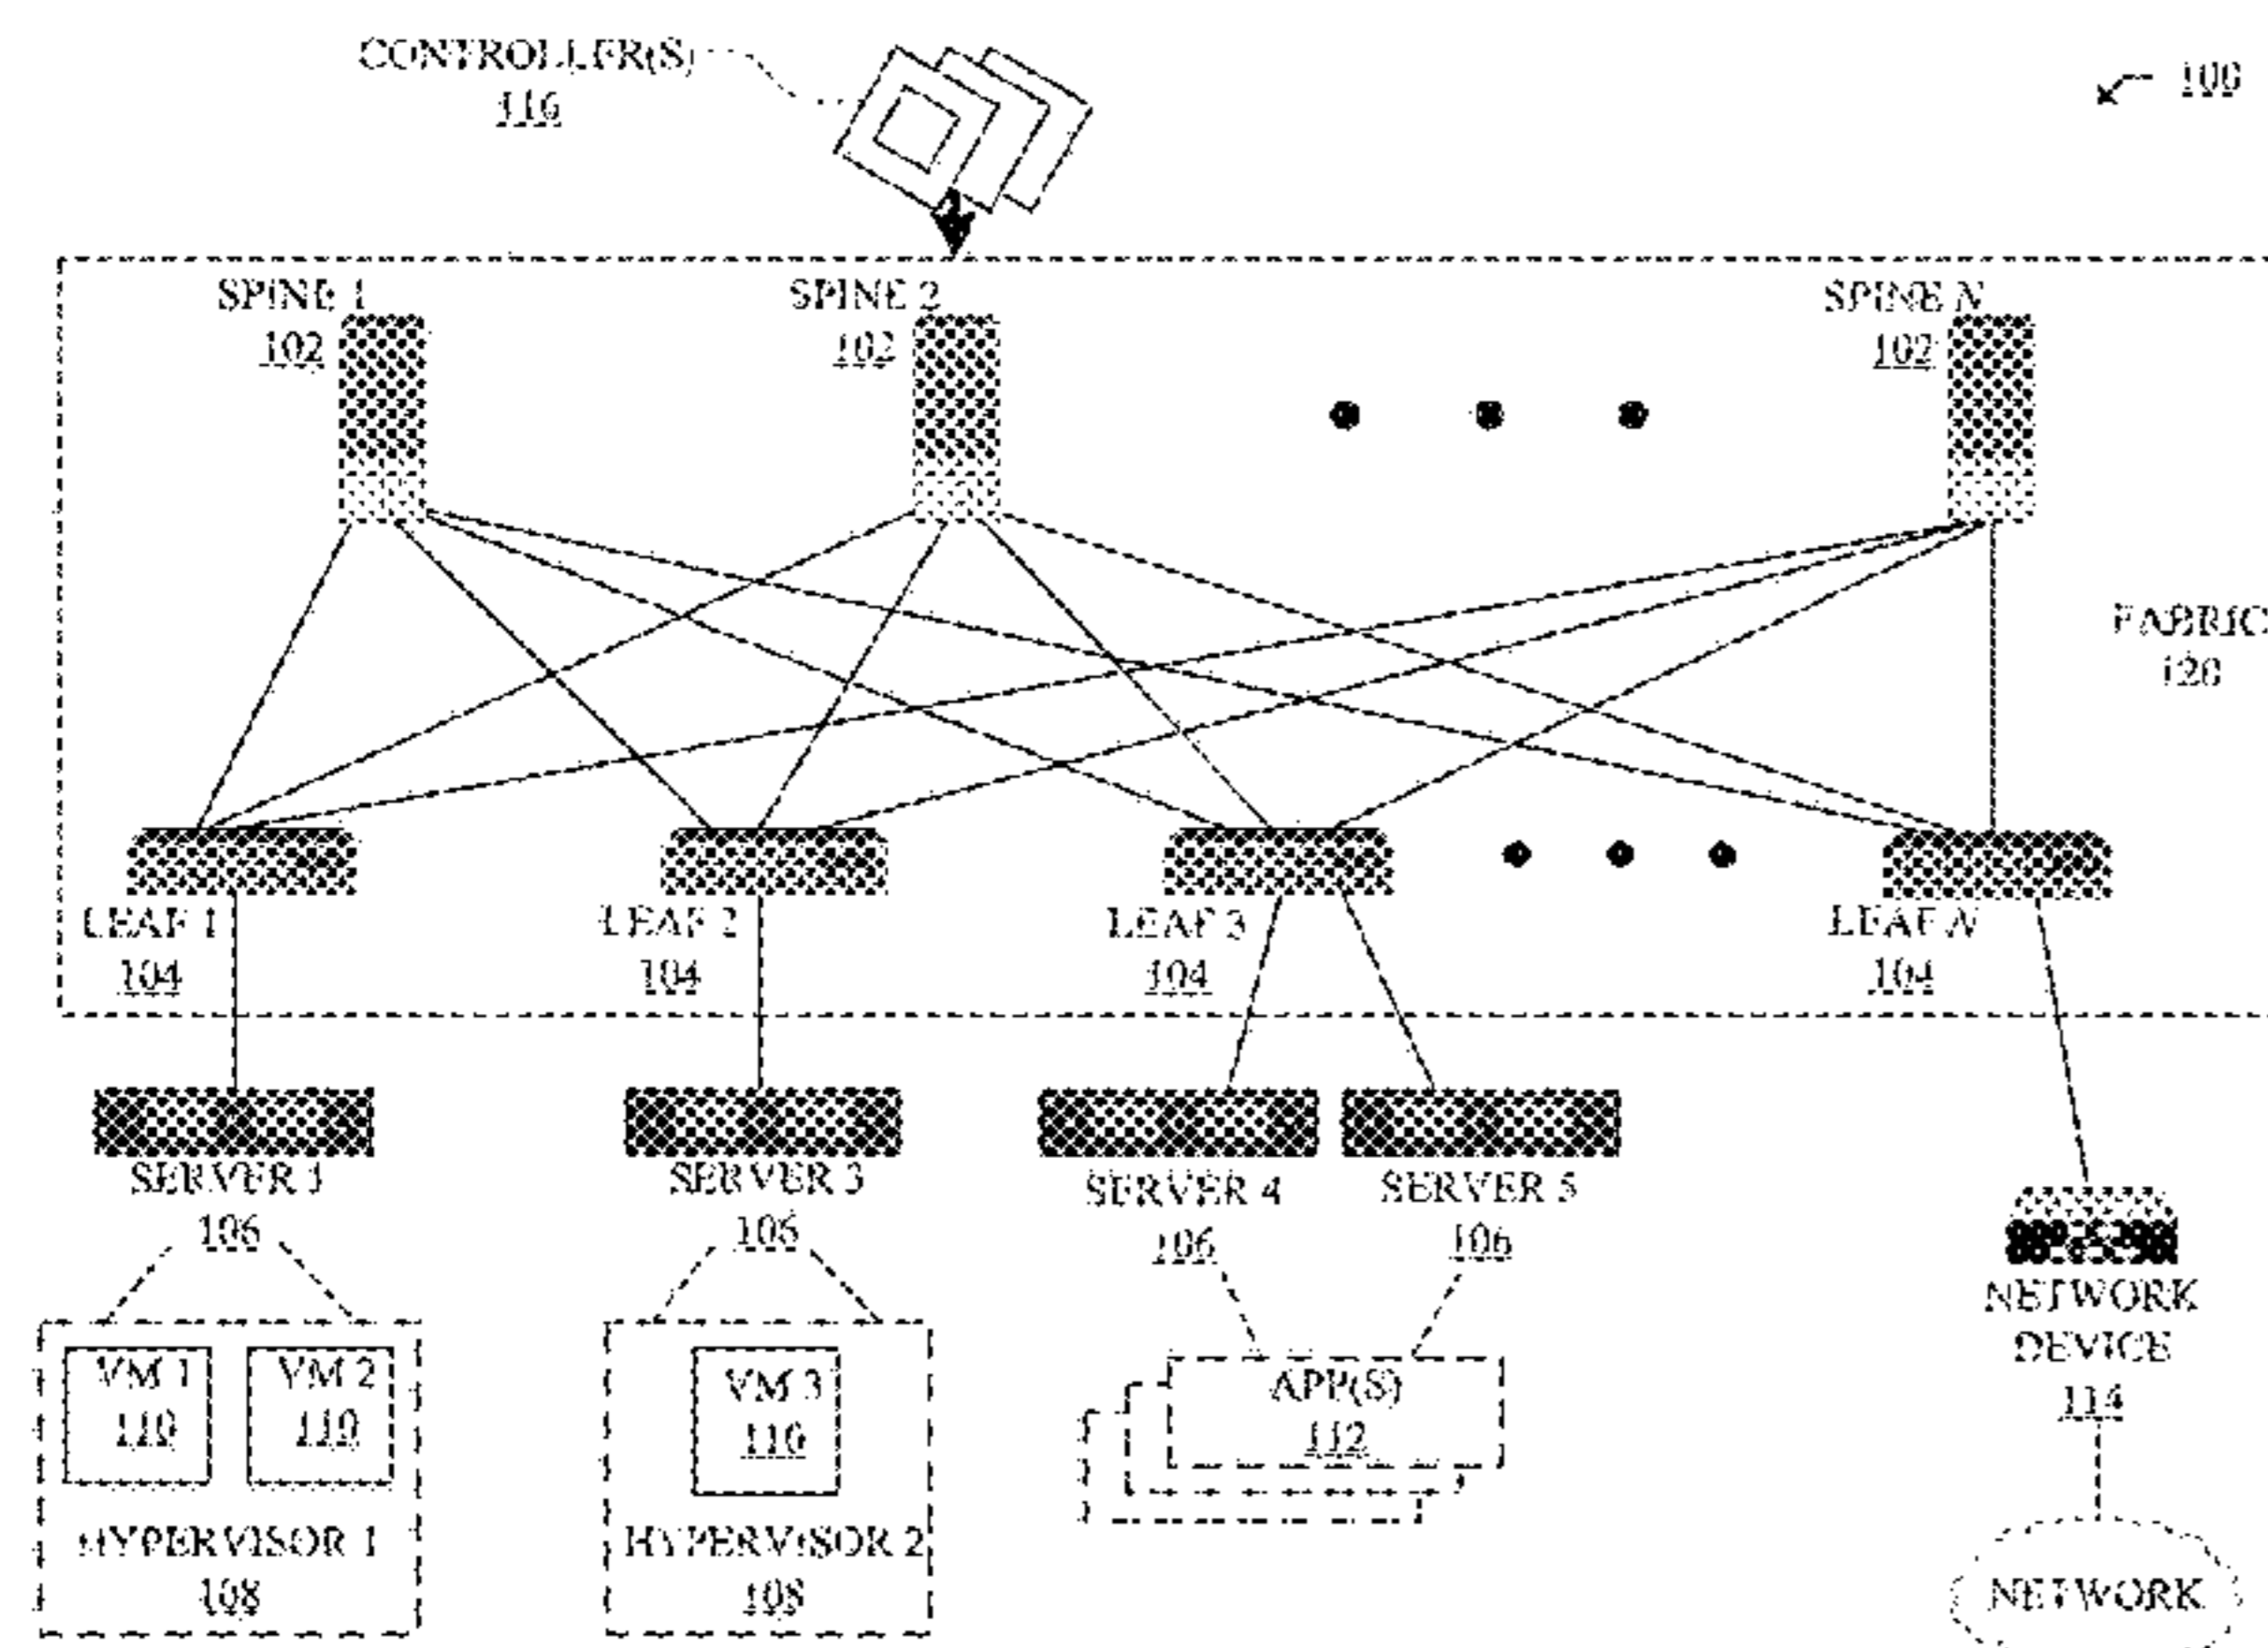 CONTROLLER(S)
116
100
SPINE 1
102
SPINE 2
102
SPINE N
102
FABRIC
120
LEAF 1
104
LEAF 2
104
LEAF 3
104
LEAF N
104
SERVER 1
106
SERVER 3
106
SERVER 4
106
SERVER 5
106
NETWORK
DEVICE
114
VM 1
110
VM 2
110
HYPERVISOR 1
108
VM 3
110
HYPERVISOR 2
108
APP(S)
112
NETWORK